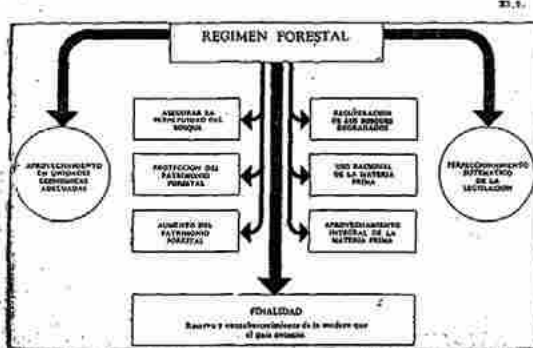 XI.2.
REGIMEN FORESTAL
ASEGURAR LA
PERPETUIDAD DEL
BOSQUE
RECUPERACION
DE LOS BOSQUES
DEGRADADOS
APROVECHAMIENTO
EN UNIDADES
ECONOMICAS
ADECUADAS
PROTECCION DEL
PATRIMONIO
FORESTAL
USO RACIONAL
DE LA MATERIA
PRIMA
PERFECCIONAMIENTO
SISTEMATICO
DE LA
LEGISLACION
AUMENTO DEL
PATRIMONIO
FORESTAL
APROVECHAMIENTO
INTEGRAL DE LA
MATERIA PRIMA
FINALIDAD
Reserva y de la madera que
el país necesita